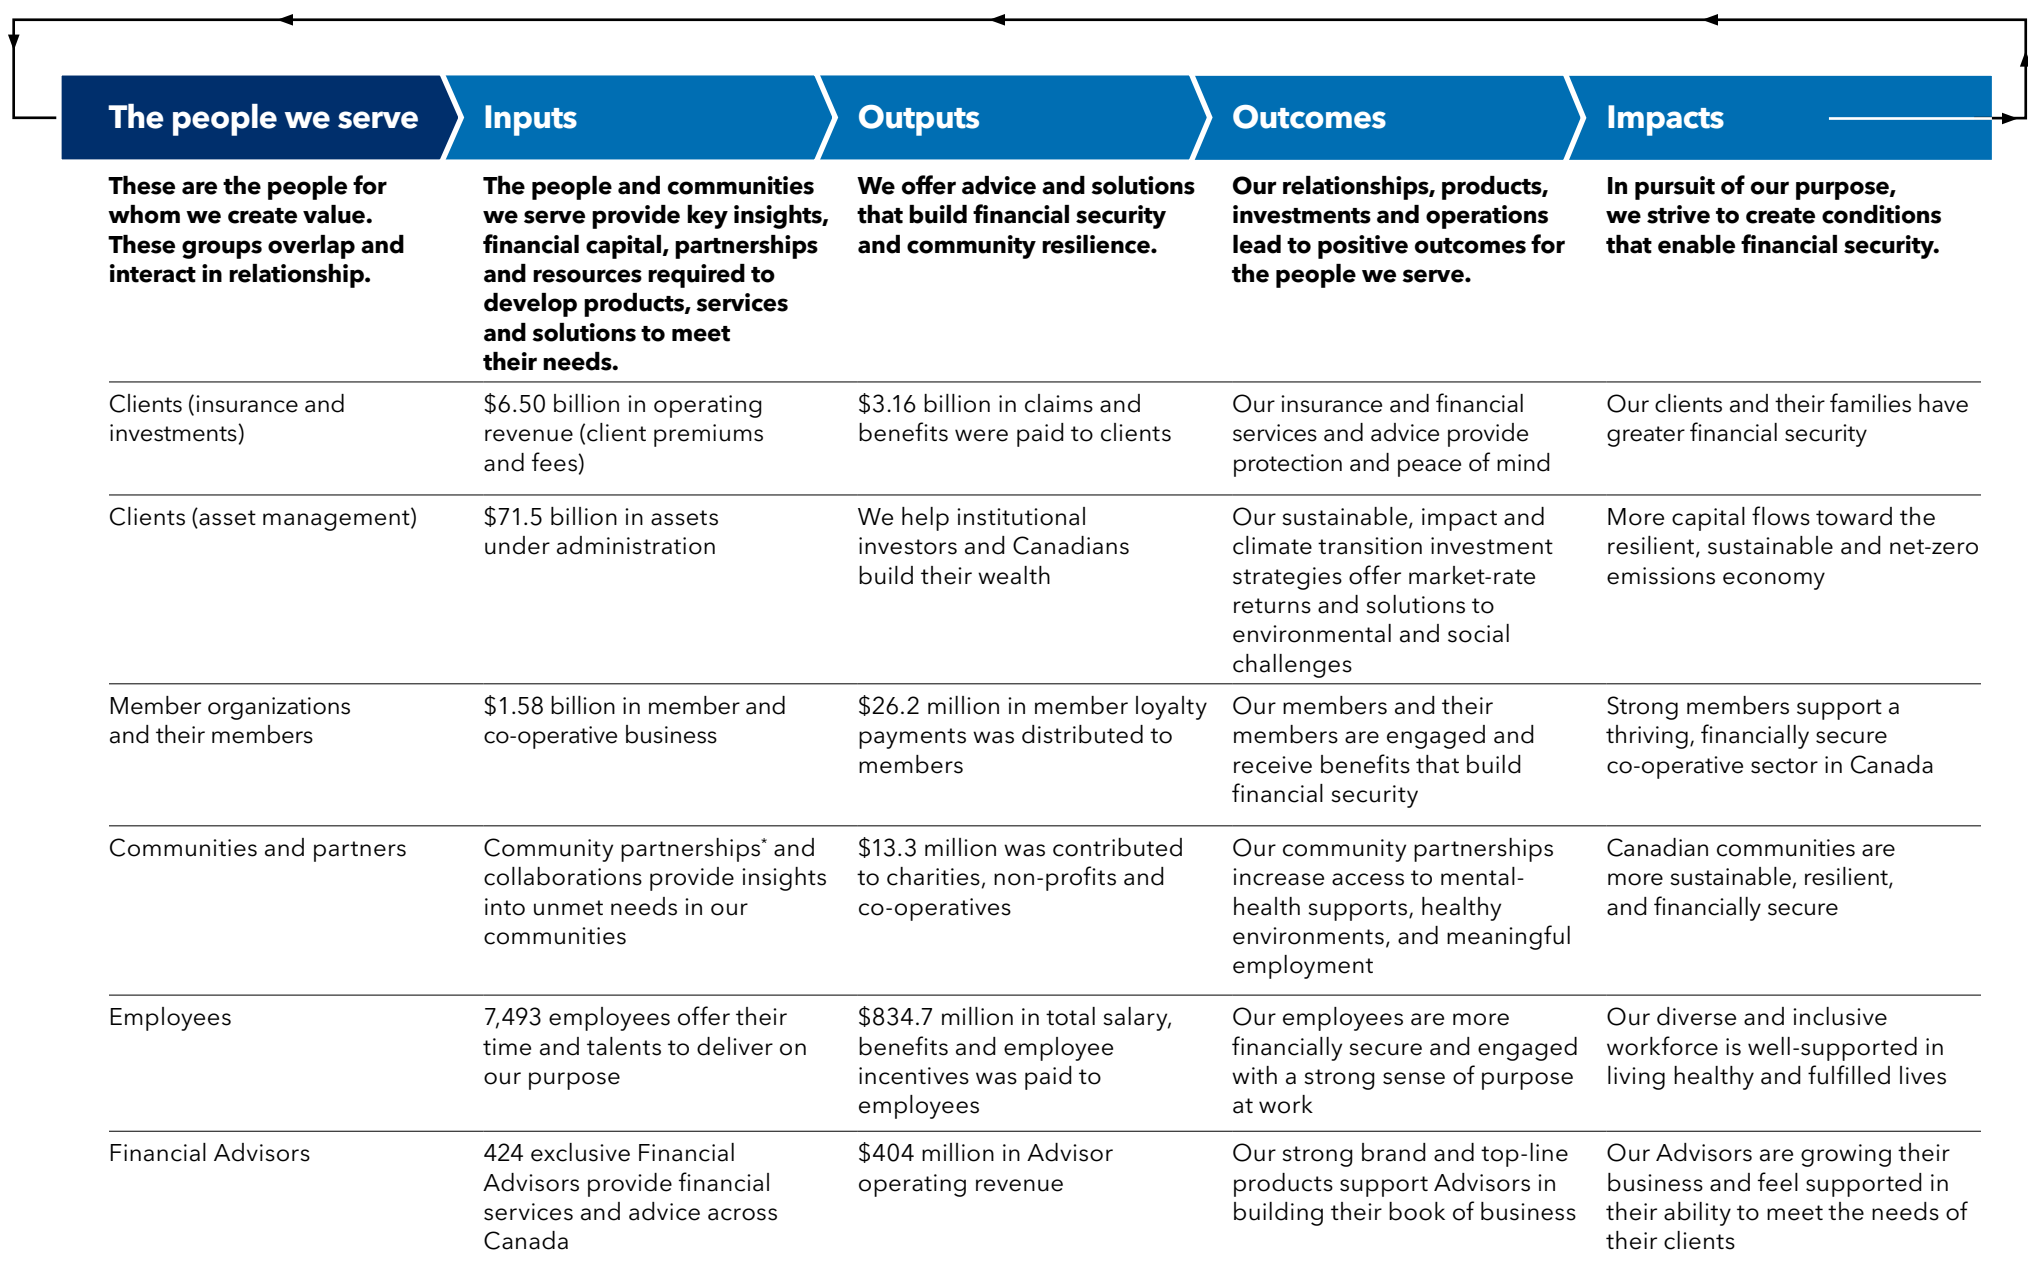 The people we serve
Inputs
Outputs
Outcomes
Impacts
These are the people for
whom we create value.
These groups overlap and
interact in relationship.
The people and communities
we serve provide key insights,
financial capital, partnerships
and resources required to
develop products, services
and solutions to meet
their needs.
We offer advice and solutions
that build financial security
and community resilience.
Our relationships, products,
investments and operations
lead to positive outcomes for
the people we serve.
In pursuit of our purpose,
we strive to create conditions
that enable financial security.
Clients (insurance and
investments)
$6.50 billion in operating
revenue (client premiums
and fees)
$3.16 billion in claims and
benefits were paid to clients
Our insurance and financial
services and advice provide
protection and peace of mind
Our clients and their families have
greater financial security
Clients (asset management)
$71.5 billion in assets
under administration
We help institutional
investors and Canadians
build their wealth
Our sustainable, impact and
climate transition investment
strategies offer market-rate
returns and solutions to
environmental and social
challenges
More capital flows toward the
resilient, sustainable and net-zero
emissions economy
Member organizations
and their members
$1.58 billion in member and
co-operative business
$26.2 million in member loyalty
payments was distributed to
members
Our members and their
members are engaged and
receive benefits that build
financial security
Strong members support a
thriving, financially secure
co-operative sector in Canada
Communities and partners
Community partnerships* and
collaborations provide insights
into unmet needs in our
communities
$13.3 million was contributed
to charities, non-profits and
co-operatives
Our community partnerships
increase access to mental-
health supports, healthy
environments, and meaningful
employment
Canadian communities are
more sustainable, resilient,
and financially secure
Employees
7,493 employees offer their
time and talents to deliver on
our purpose
$834.7 million in total salary,
benefits and employee
incentives was paid to
employees
Our employees are more
financially secure and engaged
with a strong sense of purpose
at work
Our diverse and inclusive
workforce is well-supported in
living healthy and fulfilled lives
Financial Advisors
424 exclusive Financial
Advisors provide financial
services and advice across
Canada
$404 million in Advisor
operating revenue
Our strong brand and top-line
products support Advisors in
building their book of business
Our Advisors are growing their
business and feel supported in
their ability to meet the needs of
their clients